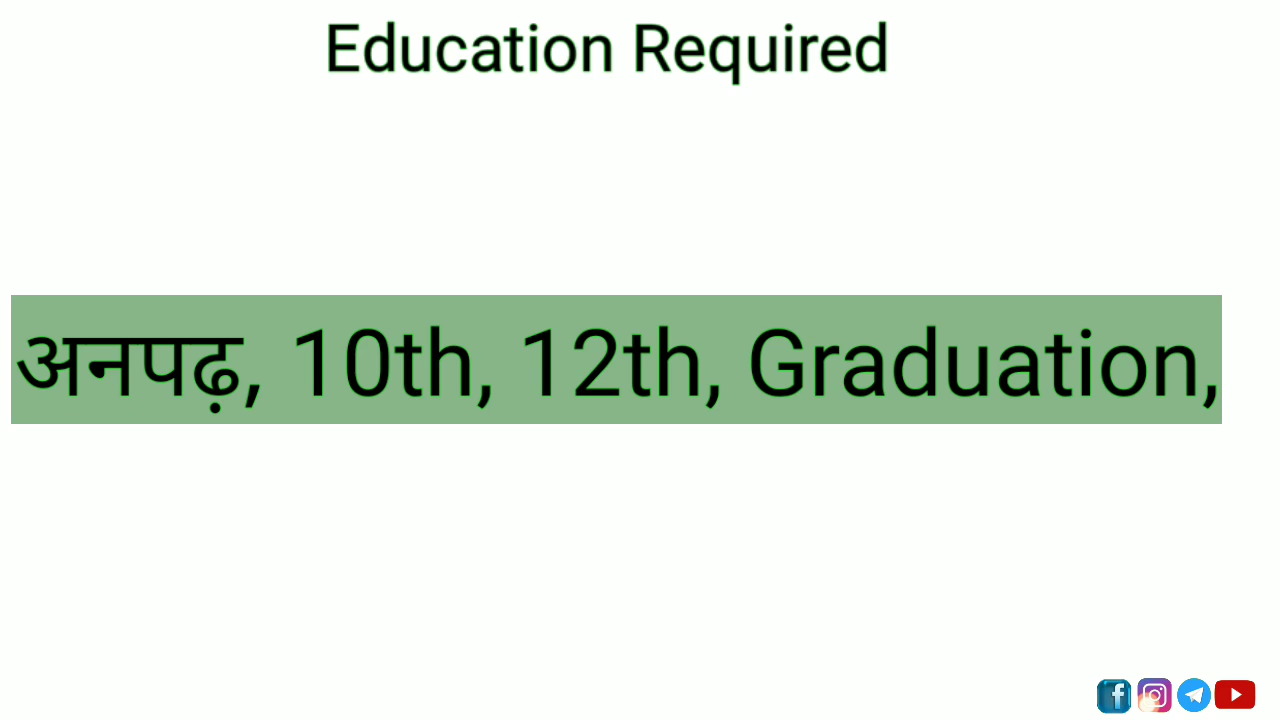 Education Required
अनपढ़, 10th, 12th, Graduation,